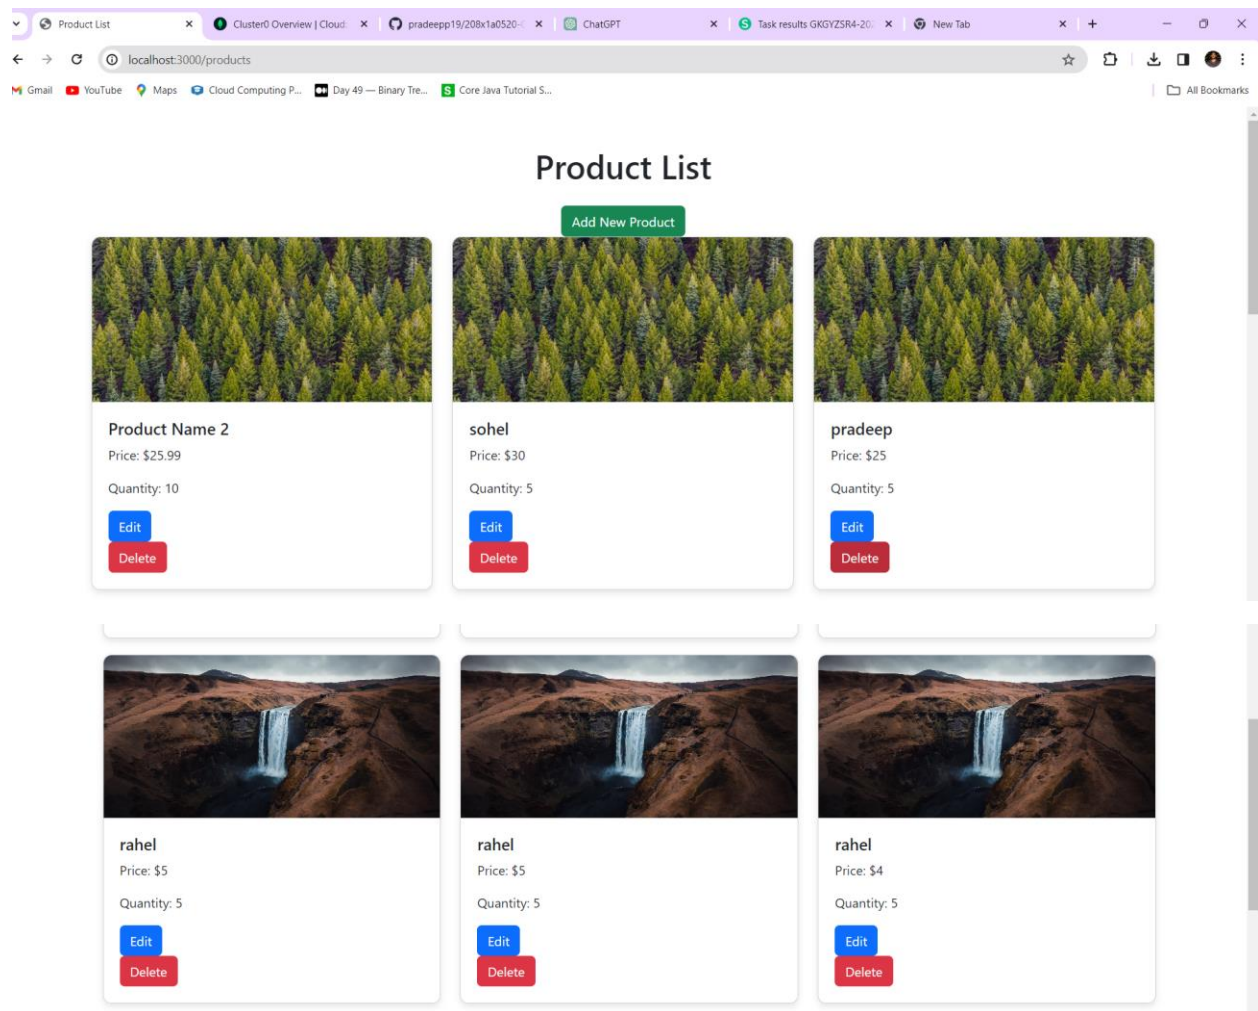 Product List
Cluster0 Overview | Cloud:
pradeepp19/208x1a0520-
ChatGPT
Task results GKGYZSR4-20
New Tab
localhost:3000/products
Gmail
YouTube
Maps
Cloud Computing P...
Day 49 — Binary Tre...
Core Java Tutorial S...
All Bookmarks
Product List
Add New Product
Product Name 2
Price: $25.99
Quantity: 10
Edit
Delete
sohel
Price: $30
Quantity: 5
Edit
Delete
pradeep
Price: $25
Quantity: 5
Edit
Delete
rahel
Price: $5
Quantity: 5
Edit
Delete
rahel
Price: $5
Quantity: 5
Edit
Delete
rahel
Price: $4
Quantity: 5
Edit
Delete